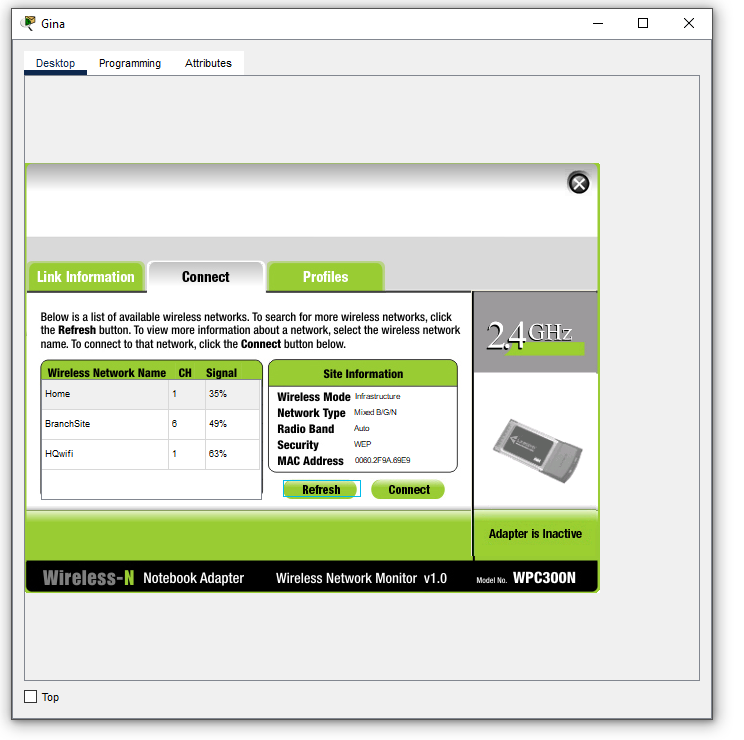 Gina
Desktop Programming Attributes
Link Information Connect Profiles
Below is a list of available wireless networks. To search for more wireless networks, click
the Refresh button. To view more information about a network, select the wireless network
name. To connect to that network, click the Connect button below.
2.4GHz
Wireless Network Name CH Signal
Home 1 35%
BranchSite 6 49%
HQwifi 1 63%
Site Information
Wireless Mode Infrastructure
Network Type Mixed B/G/N
Radio Band Auto
Security WEP
MAC Address 0060.2F9A.69E9
Refresh Connect
Adapter is Inactive
Wireless-N Notebook Adapter Wireless Network Monitor v1.0 Model No. WPC300N
Top